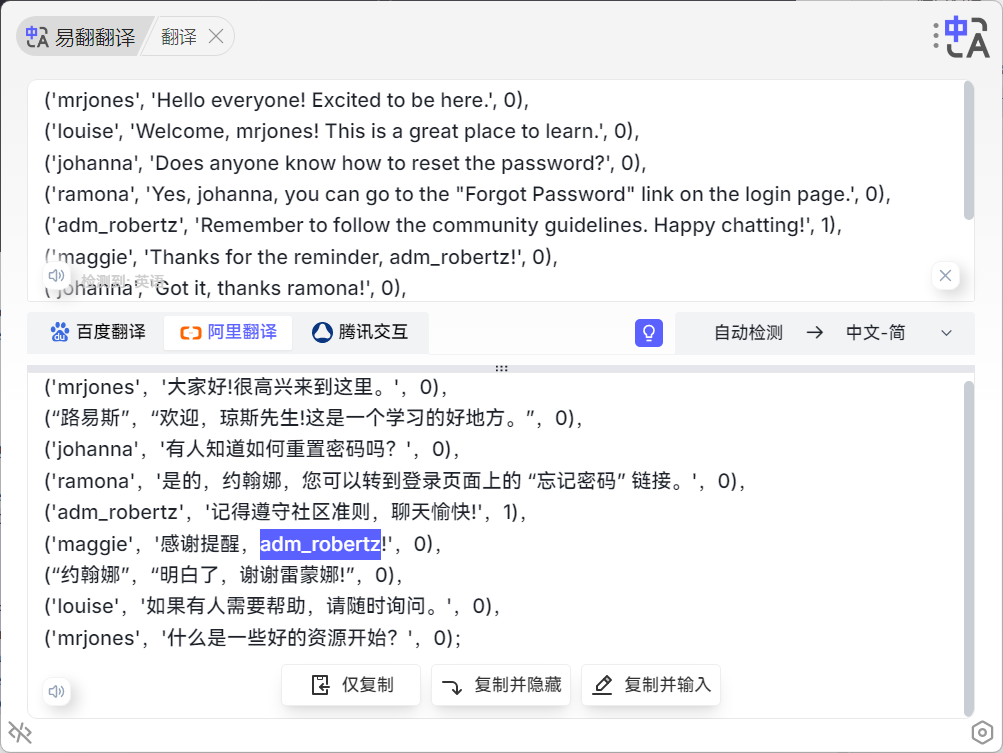 易翻翻译 翻译
('mrjones', 'Hello everyone! Excited to be here.', 0),
('louise', 'Welcome, mrjones! This is a great place to learn.', 0),
('johanna', 'Does anyone know how to reset the password?', 0),
('ramona', 'Yes, johanna, you can go to the "Forgot Password" link on the login page.', 0),
('adm_robertz', 'Remember to follow the community guidelines. Happy chatting!', 1),
('maggie', 'Thanks for the reminder, adm_robertz!', 0),
检测到: 英语
('johanna', 'Got it, thanks ramona!', 0),
百度翻译 阿里翻译 腾讯交互 自动检测 → 中文-简
('mrjones'，'大家好!很高兴来到这里。'，0)，
(“路易斯”，“欢迎，琼斯先生!这是一个学习的好地方。”，0)，
('johanna'，'有人知道如何重置密码吗？'，0)，
('ramona'，'是的，约翰娜，您可以转到登录页面上的 “忘记密码” 链接。'，0)，
('adm_robertz'，'记得遵守社区准则，聊天愉快!'，1)，
('maggie'，'感谢提醒，adm_robertz!'，0)，
(“约翰娜”，“明白了，谢谢雷蒙娜!”，0)，
('louise'，'如果有人需要帮助，请随时询问。'，0)，
('mrjones'，'什么是一些好的资源开始？'，0)；
仅复制 复制并隐藏 复制并输入